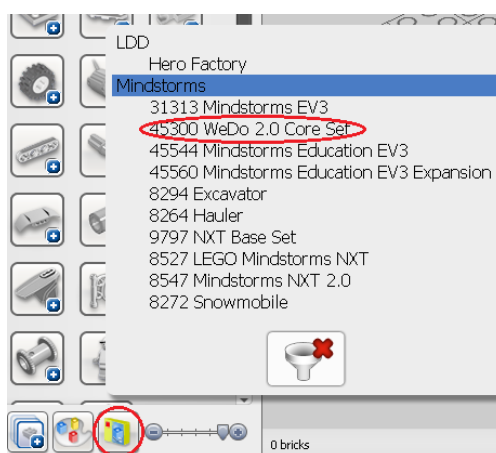 LDD
Hero Factory
Mindstorms
31313 Mindstorms EV3
45300 WeDo 2.0 Core Set
45544 Mindstorms Education EV3
45560 Mindstorms Education EV3 Expansion
8294 Excavator
8264 Hauler
9797 NXT Base Set
8527 LEGO Mindstorms NXT
8547 Mindstorms NXT 2.0
8272 Snowmobile
0 bricks